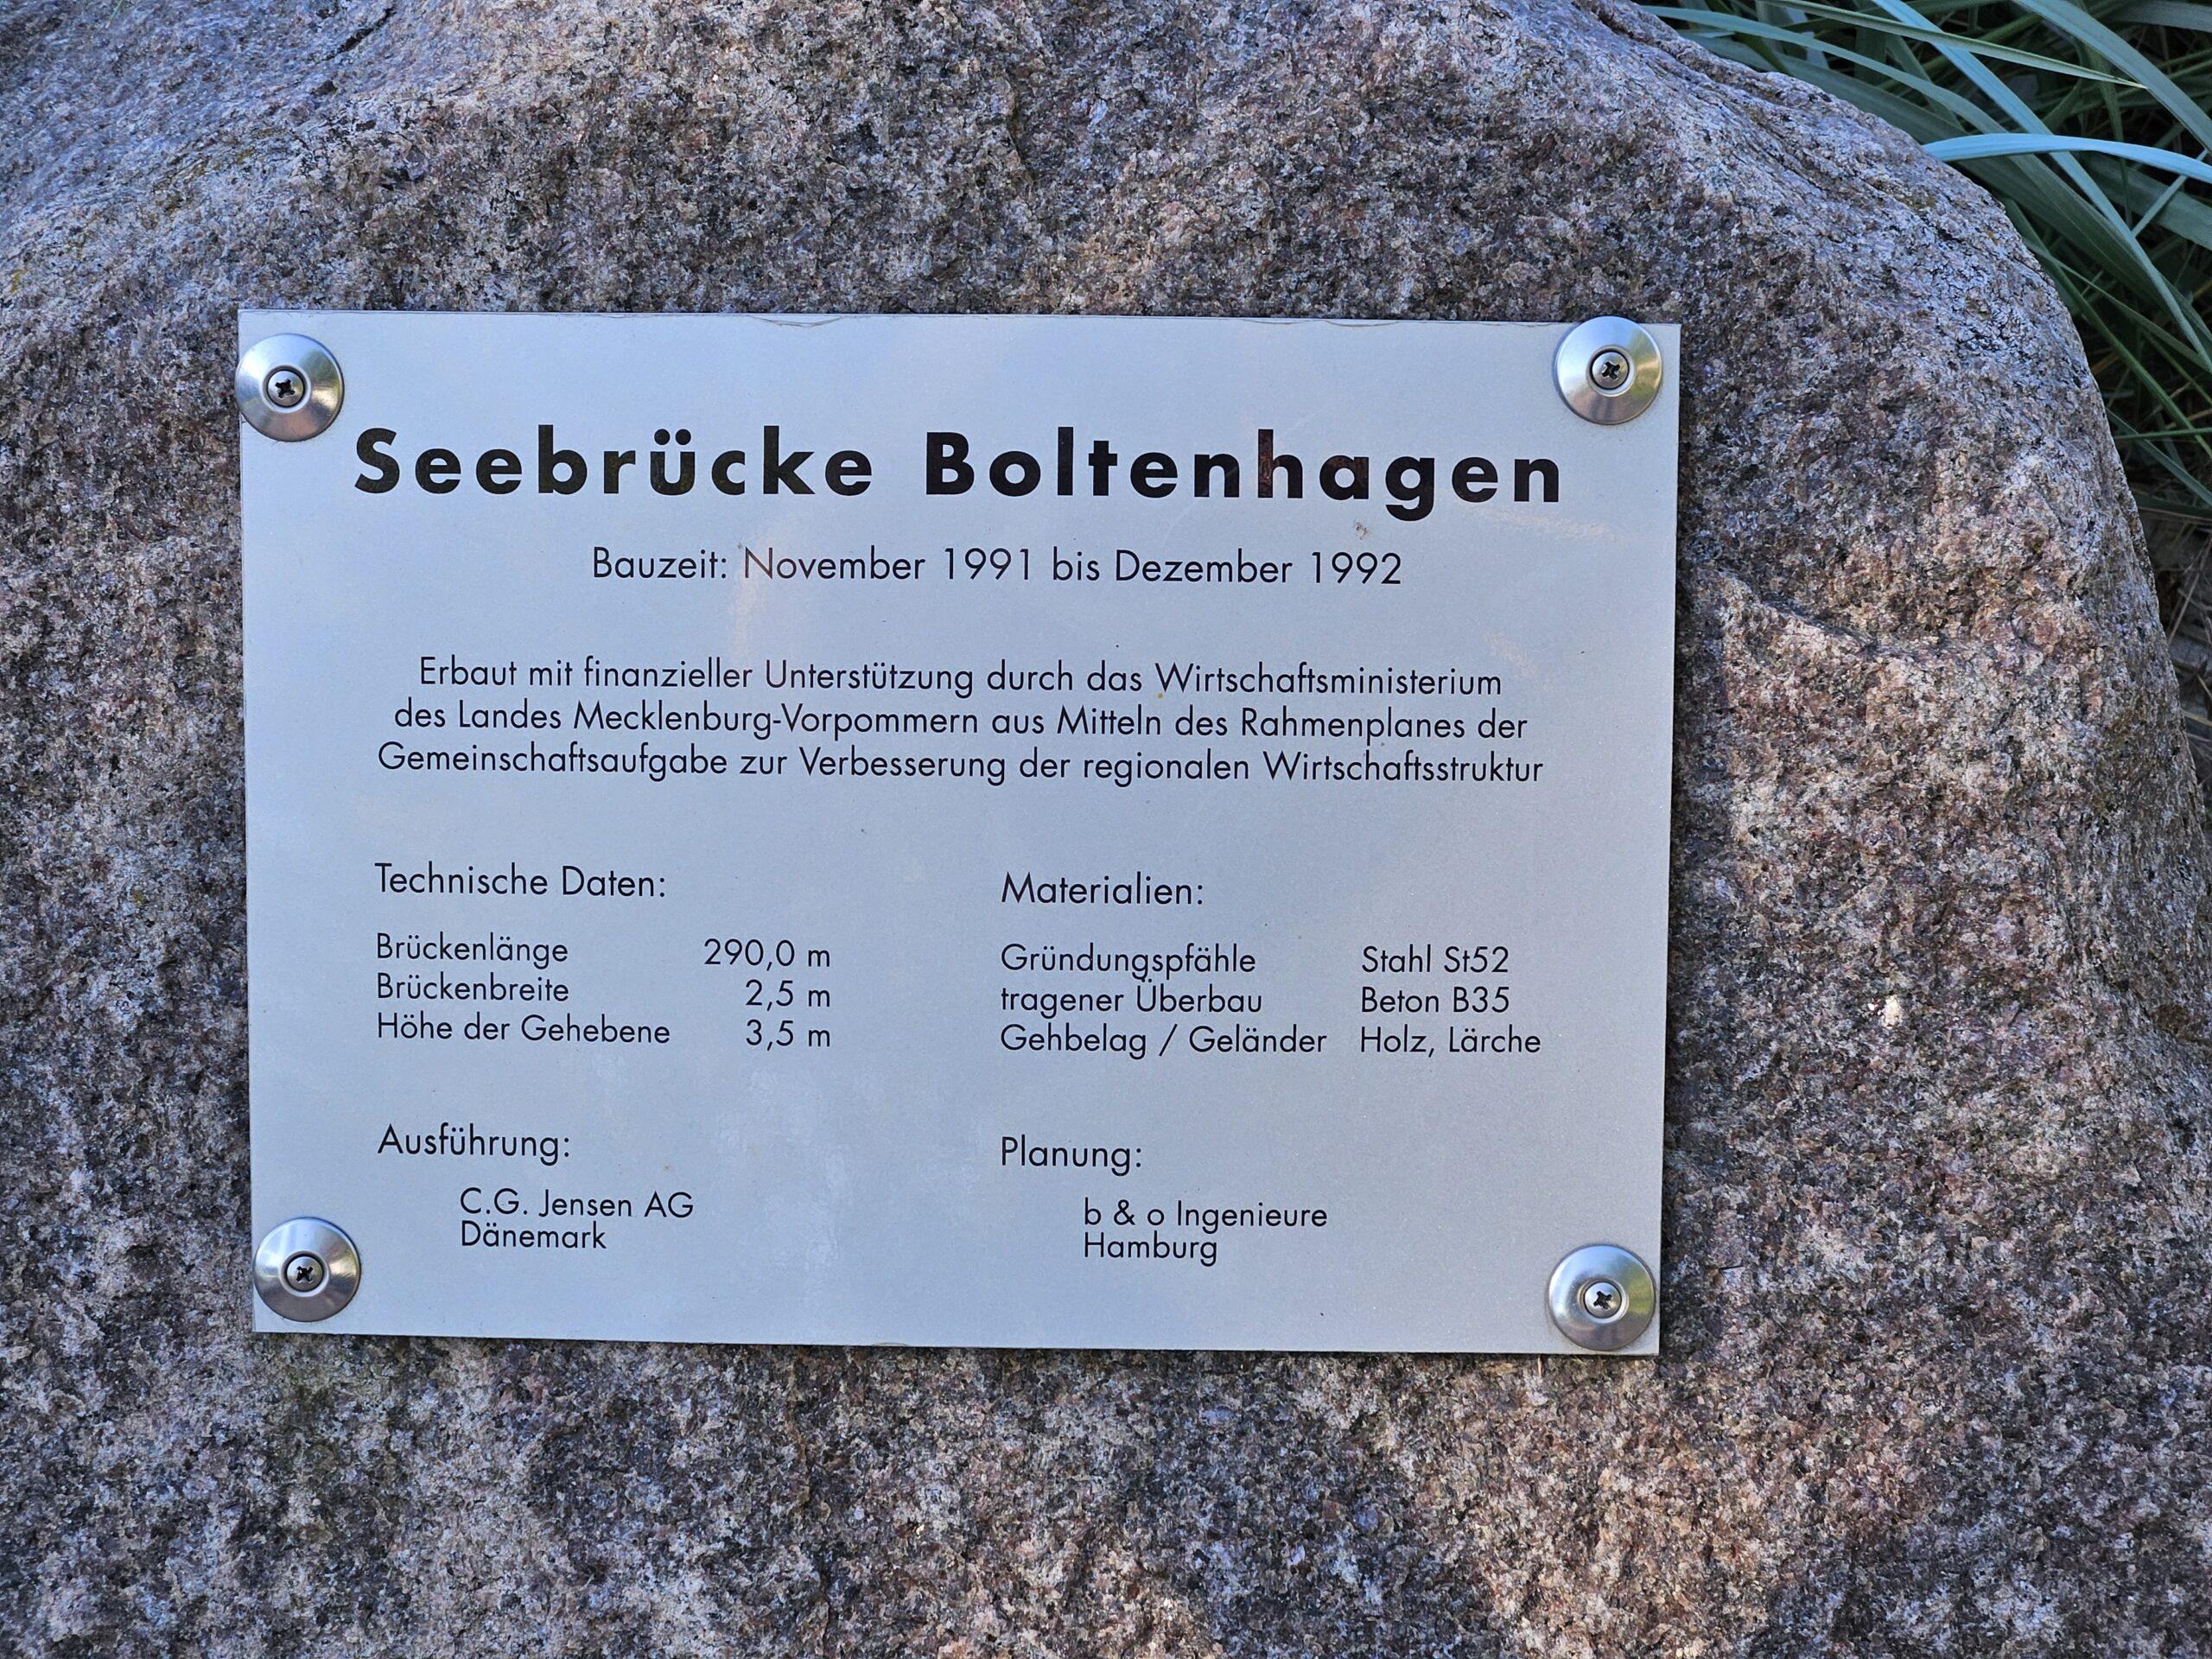 Seebrücke Boltenhagen
Bauzeit: November 1991 bis Dezember 1992
Erbaut mit finanzieller Unterstützung durch das Wirtschaftsministerium
des Landes Mecklenburg-Vorpommern aus Mitteln des Rahmenplanes der
Gemeinschaftsaufgabe zur Verbesserung der regionalen Wirtschaftsstruktur
Technische Daten:
Brückenlänge 290,0 m
Brückenbreite 2,5 m
Höhe der Gehebene 3,5 m
Materialien:
Gründungspfähle Stahl St52
tragener Überbau Beton B35
Gehbelag / Geländer Holz, Lärche
Ausführung:
C.G. Jensen AG
Dänemark
Planung:
b & o Ingenieure
Hamburg